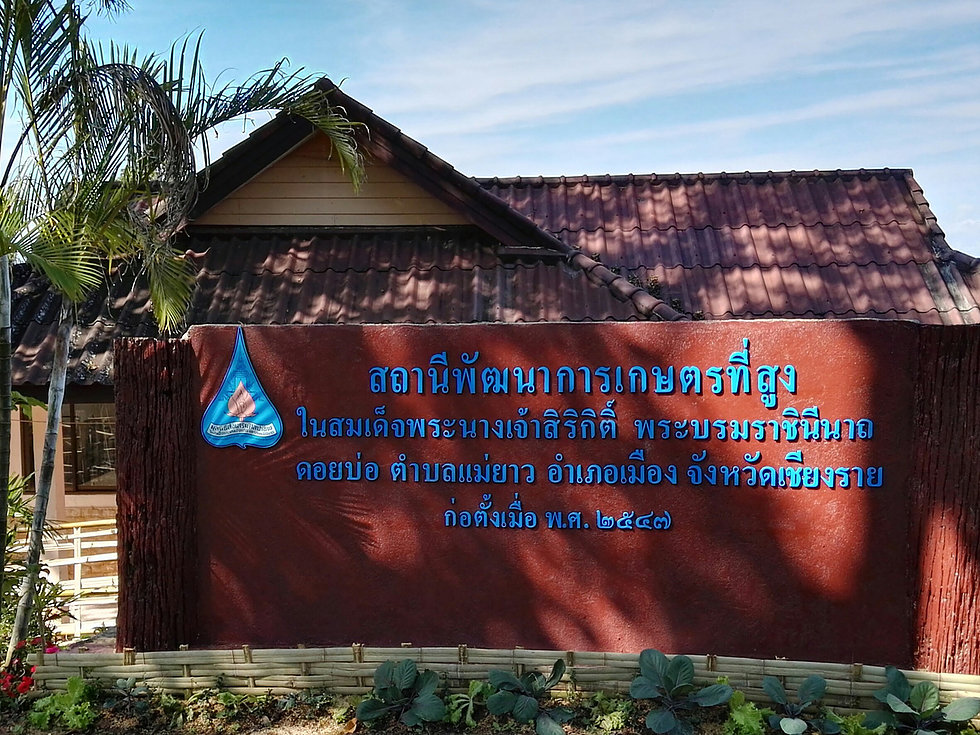 สถานีพัฒนาการเกษตรที่สูง
ในสมเด็จพระนางเจ้าสิริกิติ์ พระบรมราชินีนาถ
ดอยบ่อ ตำบลแม่ยาว อำเภอเมือง จังหวัดเชียงราย
ก่อตั้งเมื่อ พ.ศ. ๒๕๔๗